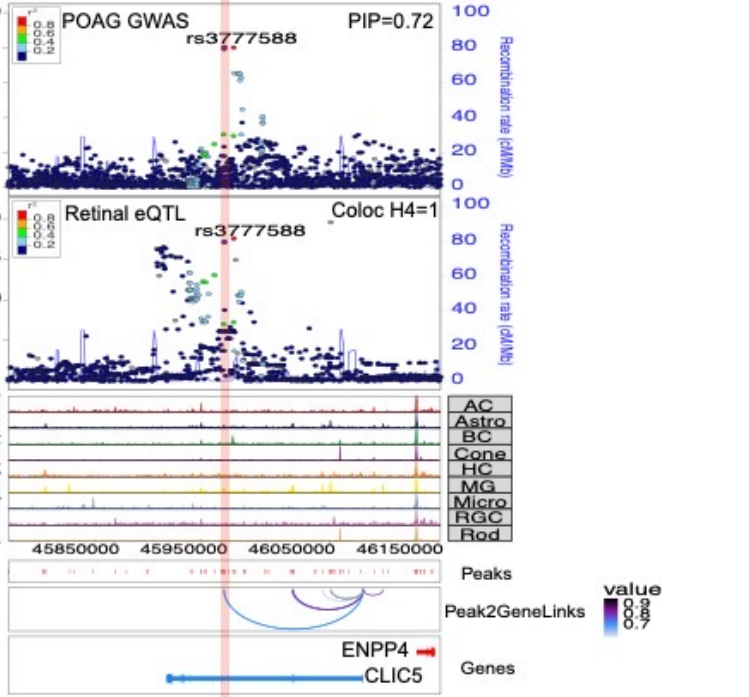 r²
0.8
0.6
0.4
0.2
POAG GWAS
PIP=0.72
rs3777588
100
80
60
40
20
0
Recombination rate (cM/Mb)
r²
0.8
0.6
0.4
0.2
Retinal eQTL
Coloc H4=1
rs3777588
100
80
60
40
20
0
Recombination rate (cM/Mb)
AC
Astro
BC
Cone
HC
MG
Micro
RGC
Rod
45850000 45950000 46050000 46150000
Peaks
Peak2GeneLinks
value
0.9
0.8
0.7
ENPP4
CLIC5
Genes